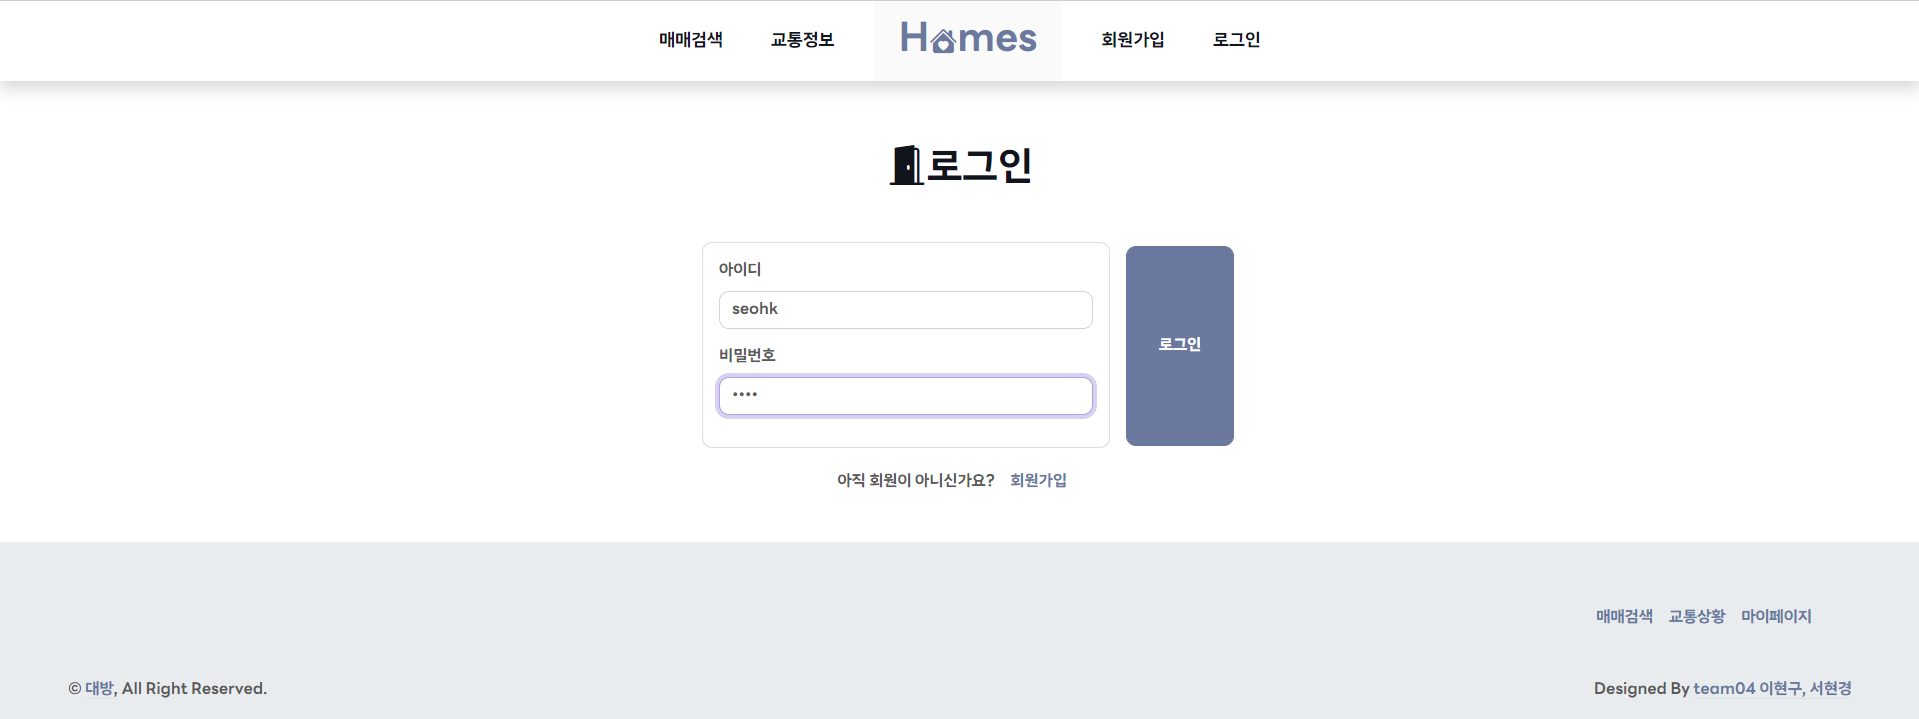 매매검색 교통정보 Homes 회원가입 로그인
로그인
아이디
seohk
비밀번호
••••
로그인
아직 회원이 아니신가요? 회원가입
매매검색 교통상황 마이페이지
© 대방, All Right Reserved. Designed By team04 이현구, 서현경